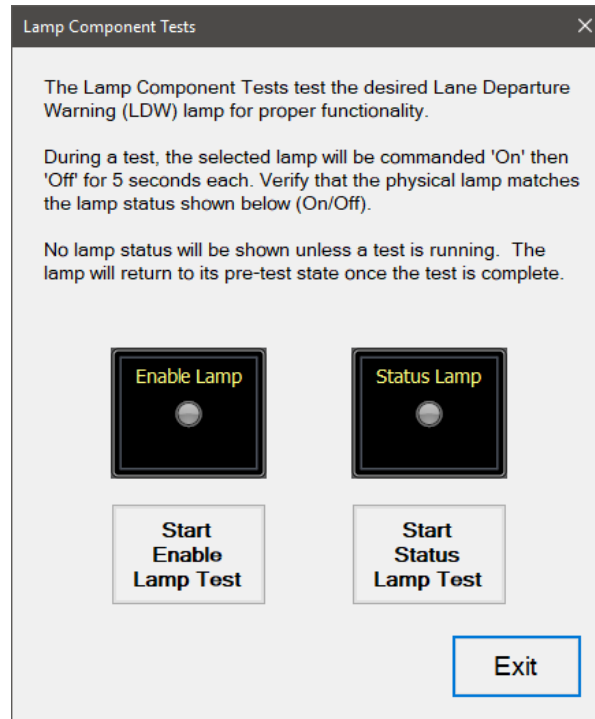 Lamp Component Tests
The Lamp Component Tests test the desired Lane Departure
Warning (LDW) lamp for proper functionality.
During a test, the selected lamp will be commanded 'On' then
'Off' for 5 seconds each. Verify that the physical lamp matches
the lamp status shown below (On/Off).
No lamp status will be shown unless a test is running.  The
lamp will return to its pre-test state once the test is complete.
Enable Lamp
Status Lamp
Start
Enable
Lamp Test
Start
Status
Lamp Test
Exit